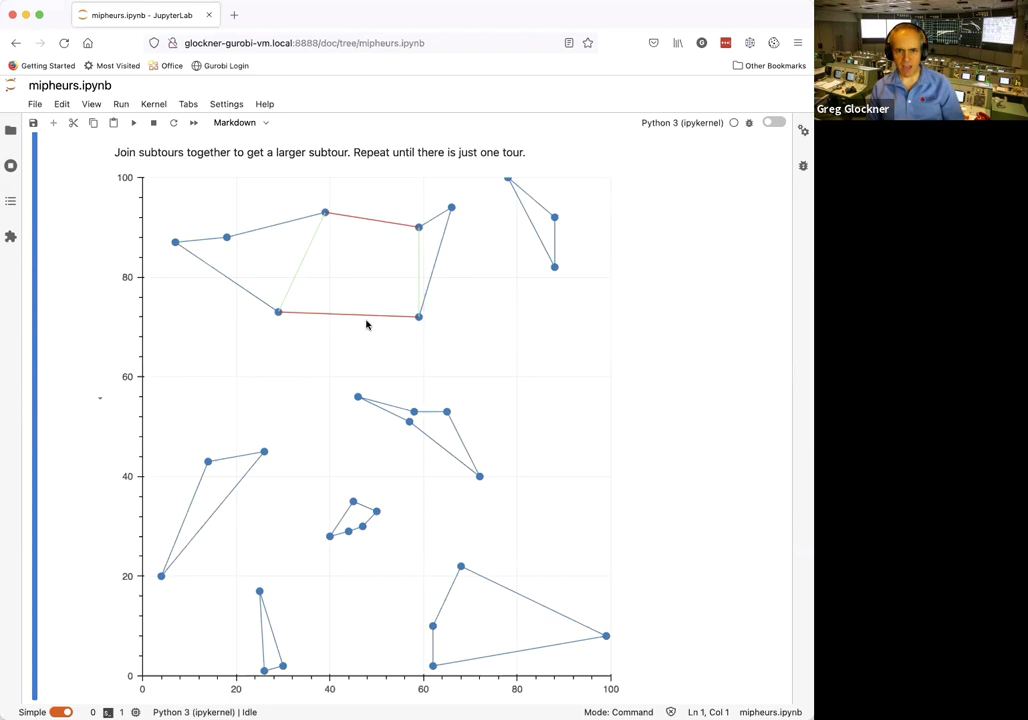 mipheurs.ipynb - JupyterLab
glockner-gurobi-vm.local:8888/doc/tree/mipheurs.ipynb
Getting Started Most Visited Office Gurobi Login Other Bookmarks
mipheurs.ipynb
File Edit View Run Kernel Tabs Settings Help
Markdown Python 3 (ipykernel)
Join subtours together to get a larger subtour. Repeat until there is just one tour.
100
80
60
40
20
0
0 20 40 60 80 100
Simple 0 1 Python 3 (ipykernel) | Idle Mode: Command Ln 1, Col 1 mipheurs.ipynb
Greg Glockner